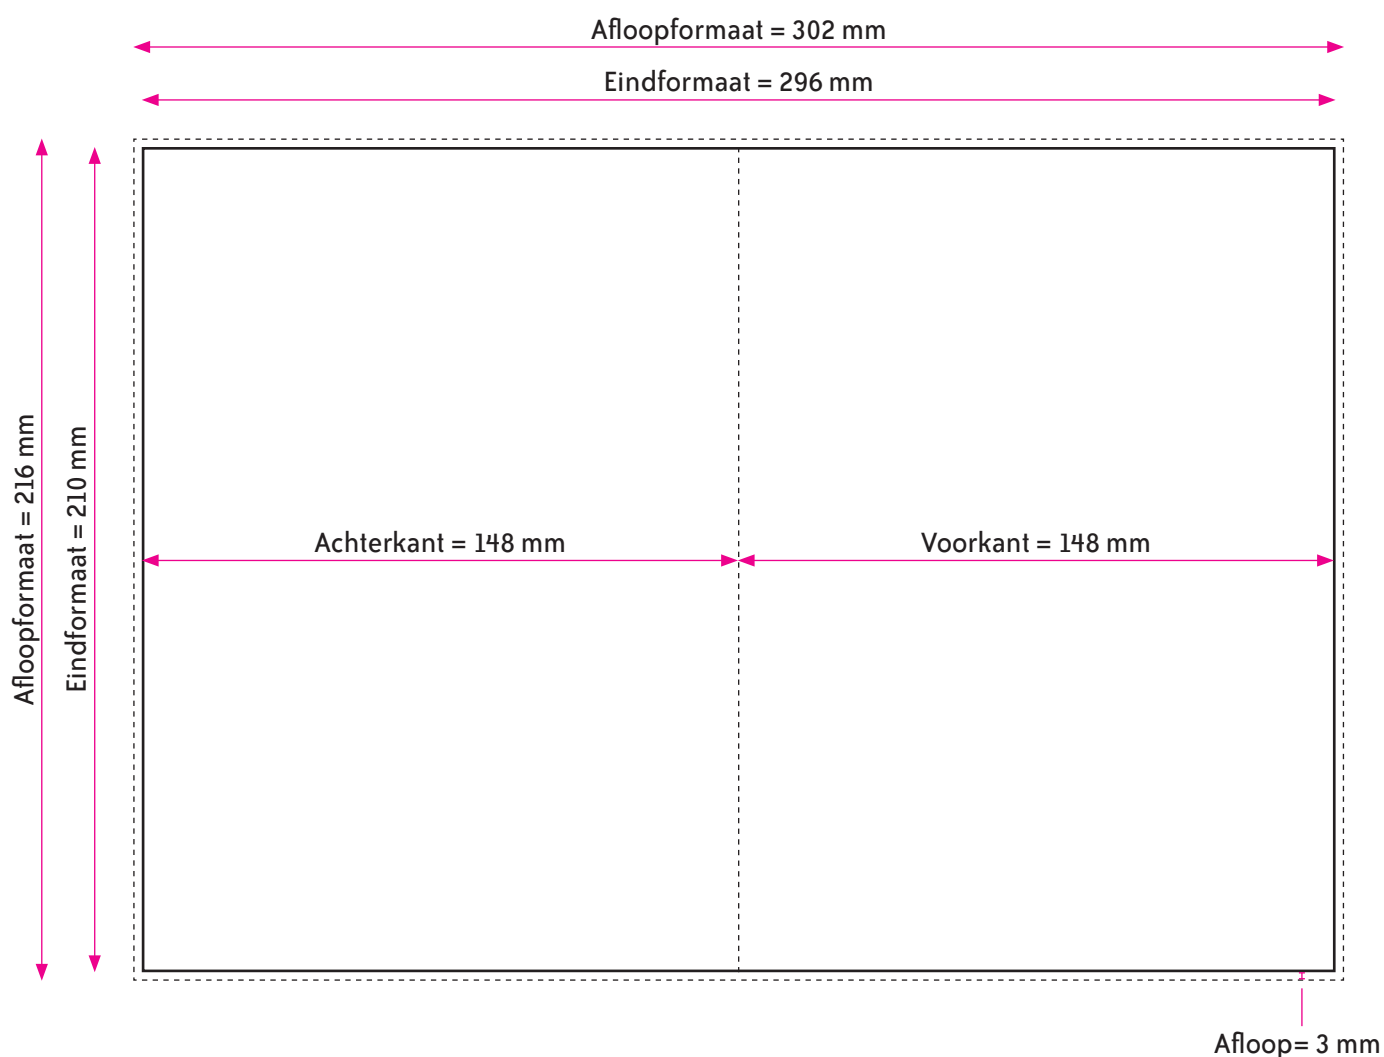 Afloopformaat = 302 mm
Eindformaat = 296 mm
Afloopformaat = 216 mm
Eindformaat = 210 mm
Achterkant = 148 mm
Voorkant = 148 mm
Afloop= 3 mm